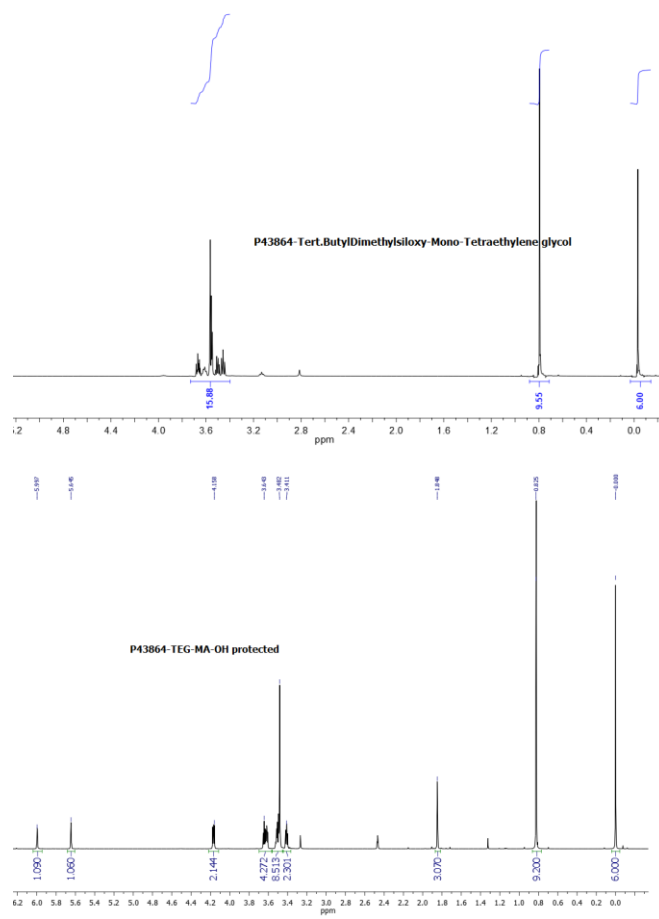 P43864-Tert.ButylDimethylsiloxy-Mono-Tetraethylene glycol
15.88
9.55
6.00
5.2 4.8 4.4 4.0 3.6 3.2 2.8 2.4 2.0 1.6 1.2 0.8 0.4 0.0
ppm
5.997 5.645 4.158 3.643 3.482 3.411 1.848 0.825
P43864-TEG-MA-OH protected
1.090 1.060 2.144 4.272 8.513 2.301 3.070 9.200 6.000
6.2 6.0 5.8 5.6 5.4 5.2 5.0 4.8 4.6 4.4 4.2 4.0 3.8 3.6 3.4 3.2 3.0 2.8 2.6 2.4 2.2 2.0 1.8 1.6 1.4 1.2 1.0 0.8 0.6 0.4 0.2 0.0
ppm